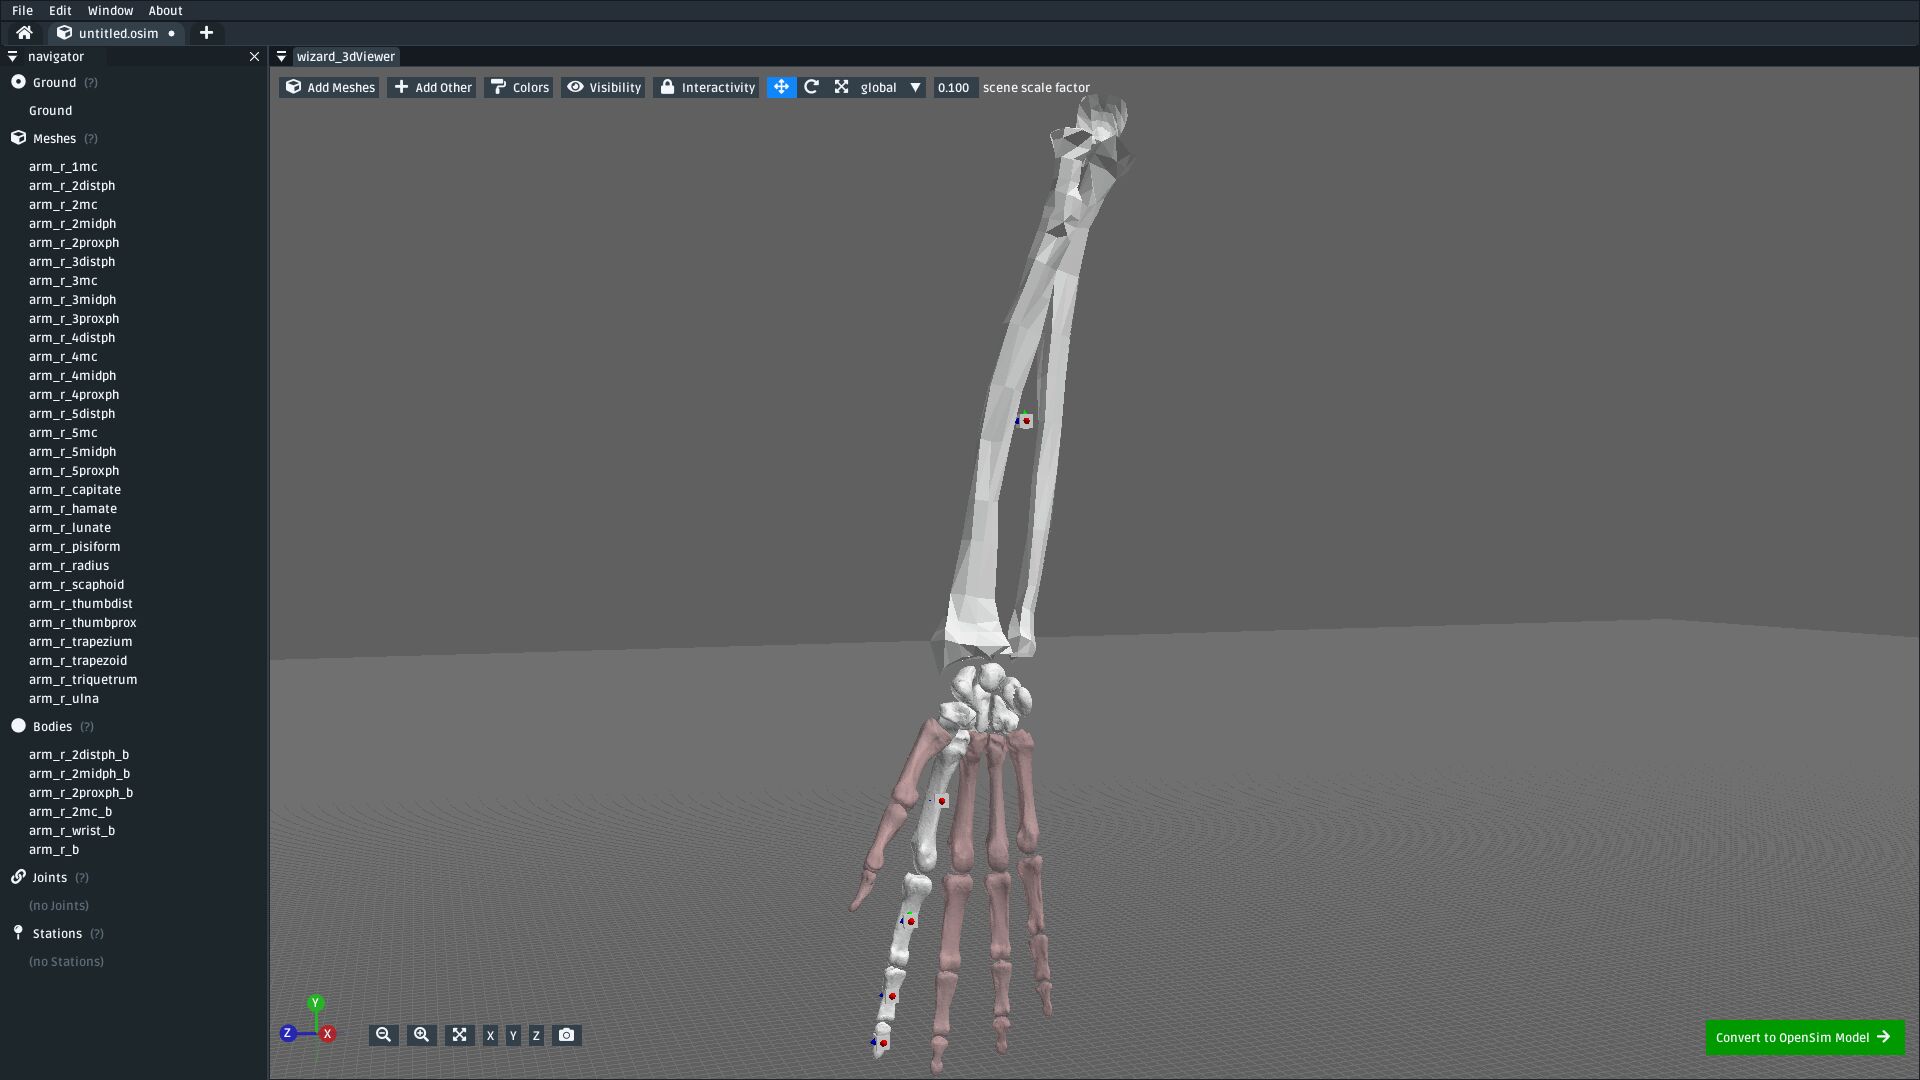 File Edit Window About
untitled.osim
navigator
wizard_3dViewer
Ground (?)
Ground
Meshes (?)
arm_r_1mc
arm_r_2distph
arm_r_2mc
arm_r_2midph
arm_r_2proxph
arm_r_3distph
arm_r_3mc
arm_r_3midph
arm_r_3proxph
arm_r_4distph
arm_r_4mc
arm_r_4midph
arm_r_4proxph
arm_r_5distph
arm_r_5mc
arm_r_5midph
arm_r_5proxph
arm_r_capitate
arm_r_hamate
arm_r_lunate
arm_r_pisiform
arm_r_radius
arm_r_scaphoid
arm_r_thumbdist
arm_r_thumbprox
arm_r_trapezium
arm_r_trapezoid
arm_r_triquetrum
arm_r_ulna
Bodies (?)
arm_r_2distph_b
arm_r_2midph_b
arm_r_2proxph_b
arm_r_2mc_b
arm_r_wrist_b
arm_r_b
Joints (?)
(no Joints)
Stations (?)
(no Stations)
Add Meshes Add Other Colors Visibility Interactivity global 0.100 scene scale factor
Y
Z X
X Y Z
Convert to OpenSim Model